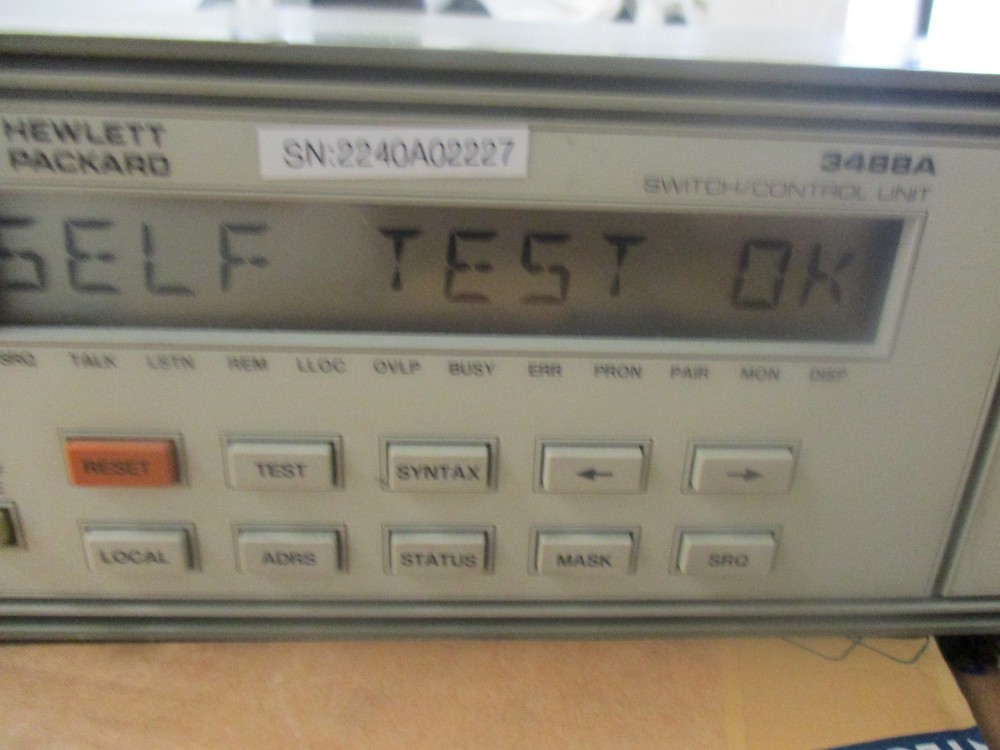 HEWLETT
PACKARD
SN:2240A02227
3488A
SWITCH/CONTROL UNIT
SELF TEST OK
SRQ TALK LSTN REM LLOC OVLP BUSY ERR PRON PAIR MON DISP
RESET TEST SYNTAX ← →
LOCAL ADRS STATUS MASK SRQ